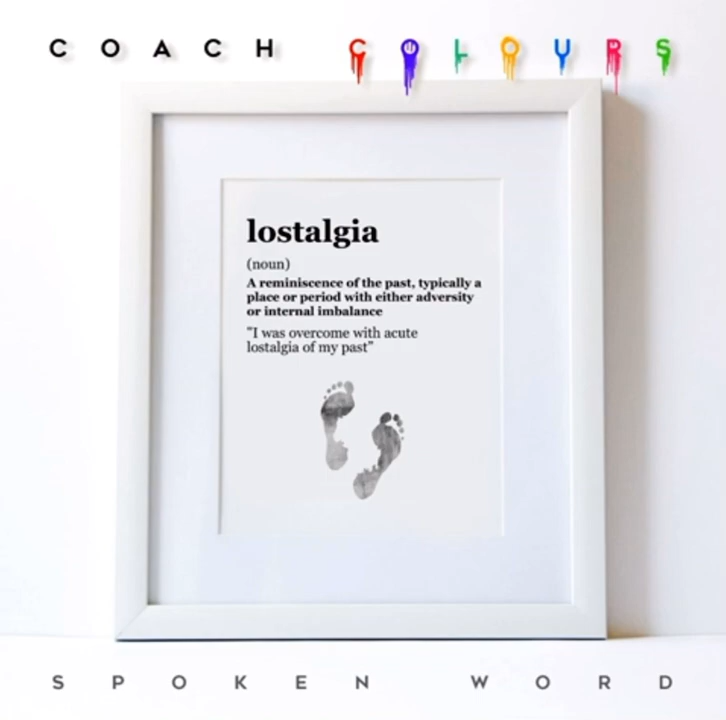 COACH COLOURS
lostalgia
(noun)
A reminiscence of the past, typically a
place or period with either adversity
or internal imbalance
"I was overcome with acute
lostalgia of my past”
SPOKEN WORD